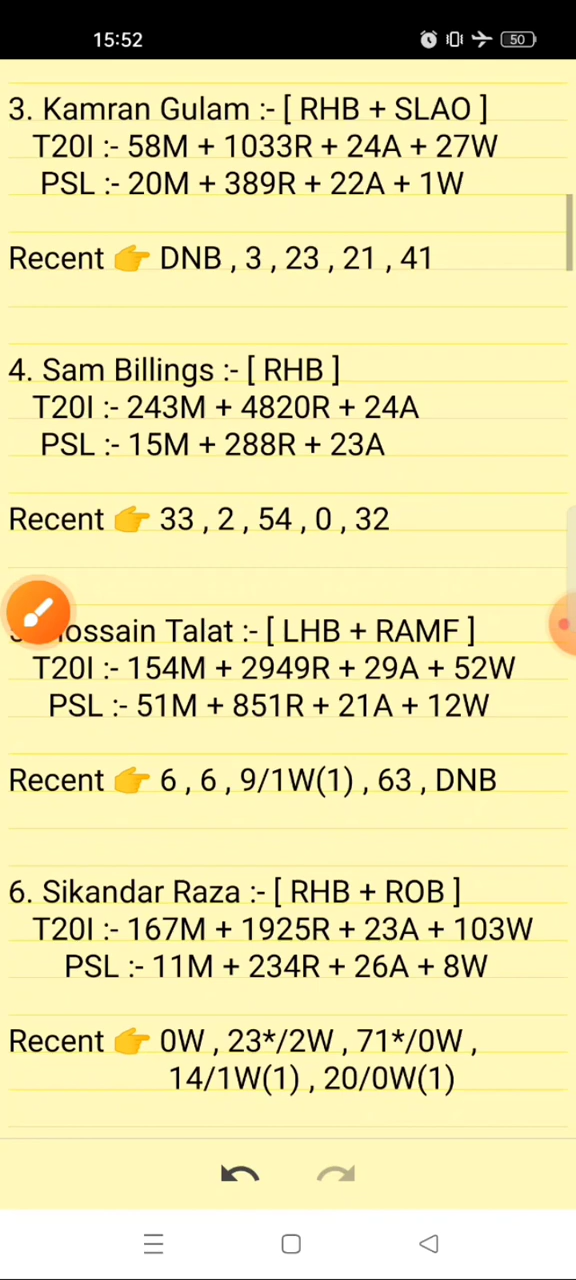 15:52
50
3. Kamran Gulam :- [ RHB + SLAO ]
T20I :- 58M + 1033R + 24A + 27W
PSL :- 20M + 389R + 22A + 1W
Recent 👉 DNB , 3 , 23 , 21 , 41
4. Sam Billings :- [ RHB ]
T20I :- 243M + 4820R + 24A
PSL :- 15M + 288R + 23A
Recent 👉 33 , 2 , 54 , 0 , 32
Talat :- [ LHB + RAMF ]
T20I :- 154M + 2949R + 29A + 52W
PSL :- 51M + 851R + 21A + 12W
Recent 👉 6 , 6 , 9/1W(1) , 63 , DNB
6. Sikandar Raza :- [ RHB + ROB ]
T20I :- 167M + 1925R + 23A + 103W
PSL :- 11M + 234R + 26A + 8W
Recent 👉 0W , 23*/2W , 71*/0W ,
14/1W(1) , 20/0W(1)